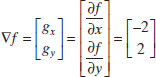 ∇f = [g_x; g_y] = [∂f/∂x; ∂f/∂y] = [−2; 2]